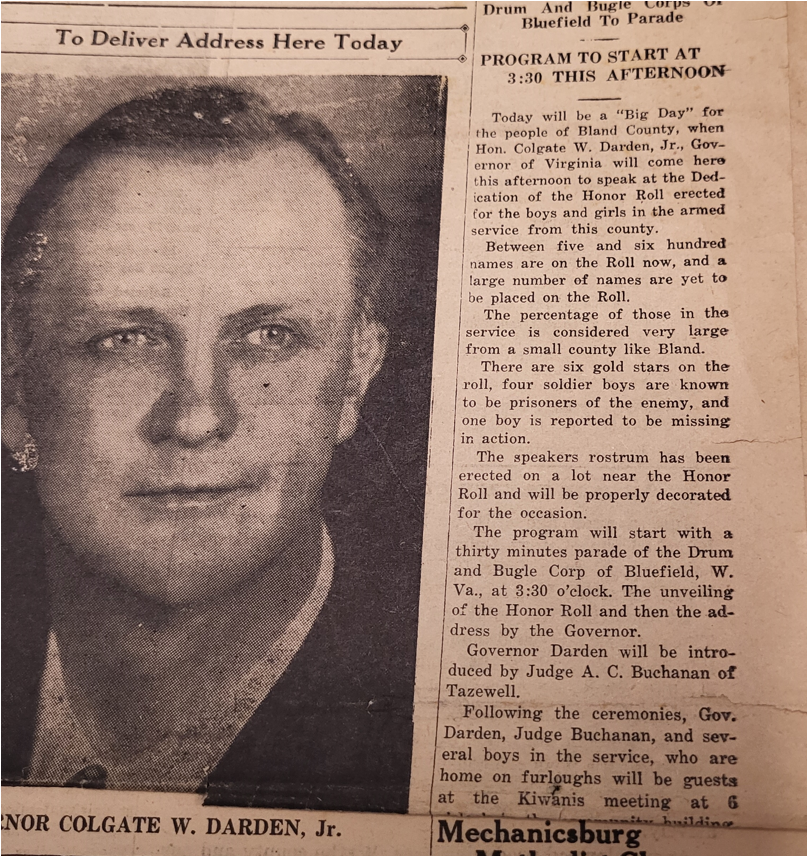 To Deliver Address Here Today
NOR COLGATE W. DARDEN, Jr.
Drum And Bugle Corps Of
Bluefield To Parade
PROGRAM TO START AT
3:30 THIS AFTERNOON
Today will be a "Big Day" for
the people of Bland County, when
Hon. Colgate W. Darden, Jr., Gov-
ernor of Virginia will come here
this afternoon to speak at the Ded-
ication of the Honor Roll erected
for the boys and girls in the armed
service from this county.
Between five and six hundred
names are on the Roll now, and a
large number of names are yet to
be placed on the Roll.
The percentage of those in the
service is considered very large
from a small county like Bland.
There are six gold stars on the
roll, four soldier boys are known
to be prisoners of the enemy, and
one boy is reported to be missing
in action.
The speakers rostrum has been
erected on a lot near the Honor
Roll and will be properly decorated
for the occasion.
The program will start with a
thirty minutes parade of the Drum
and Bugle Corp of Bluefield, W.
Va., at 3:30 o'clock. The unveiling
of the Honor Roll and then the ad-
dress by the Governor.
Governor Darden will be intro-
duced by Judge A. C. Buchanan of
Tazewell.
Following the ceremonies, Gov.
Darden, Judge Buchanan, and sev-
eral boys in the service, who are
home on furloughs will be guests
at the Kiwanis meeting at 6
building
Mechanicsburg